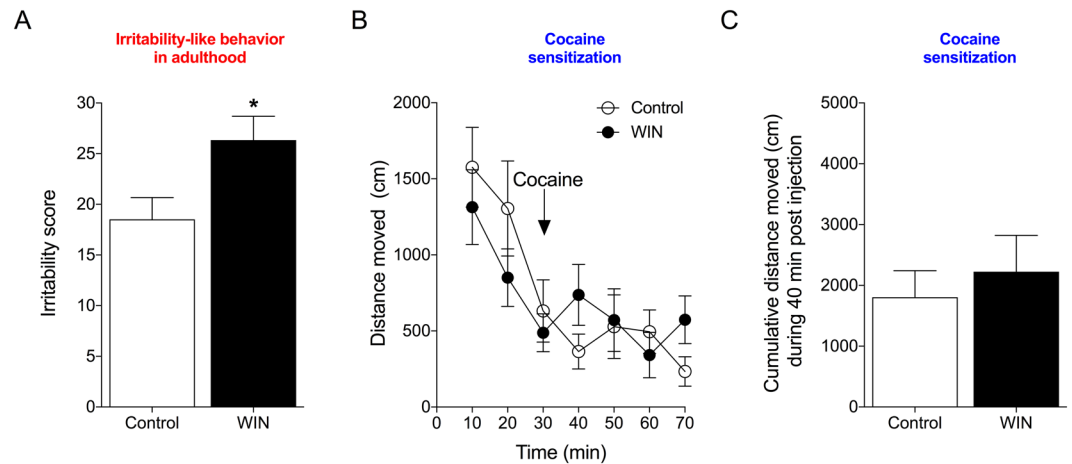 A
Irritability-like behavior
in adulthood
Irritability score
30
25
20
15
10
5
0
*
Control
WIN
B
Cocaine
sensitization
Distance moved (cm)
2000
1500
1000
500
0
Control
WIN
Cocaine
0 10 20 30 40 50 60 70
Time (min)
C
Cocaine
sensitization
Cumulative distance moved (cm)
during 40 min post injection
5000
4000
3000
2000
1000
0
Control
WIN